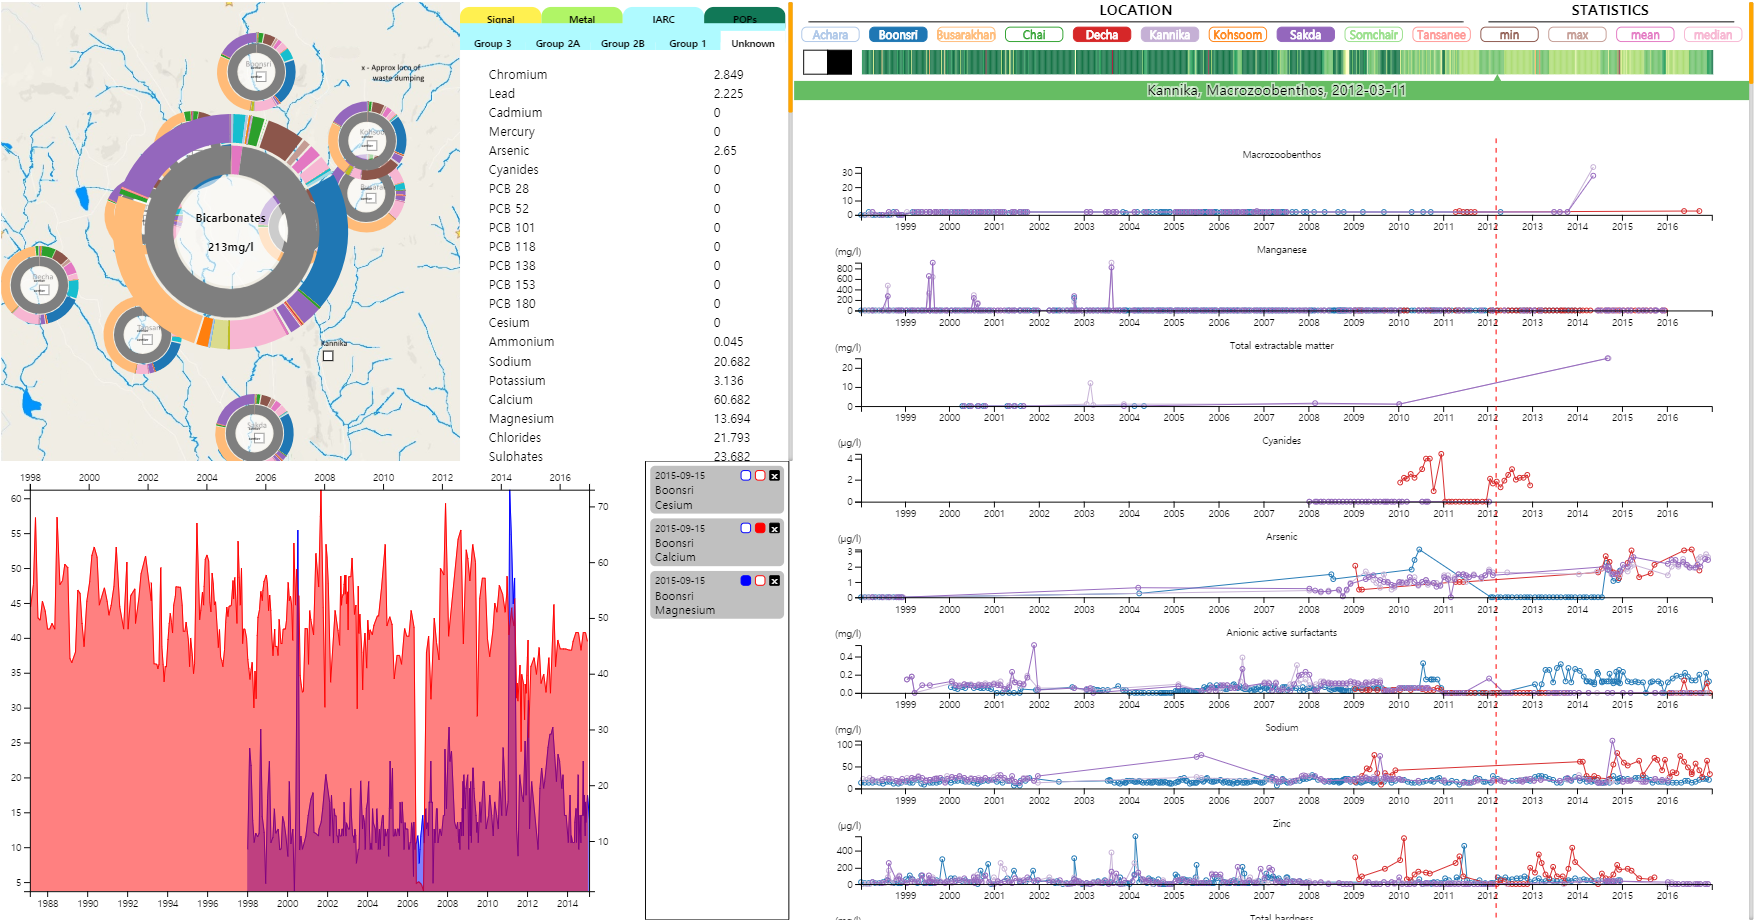 Signal Metal IARC POPs
Group 3 Group 2A Group 2B Group 1 Unknown
Chromium 2.849
Lead 2.225
Cadmium 0
Mercury 0
Arsenic 2.65
Cyanides 0
PCB 28 0
PCB 52 0
PCB 101 0
PCB 118 0
PCB 138 0
PCB 153 0
PCB 180 0
Cesium 0
Ammonium 0.045
Sodium 20.682
Potassium 3.136
Calcium 60.682
Magnesium 13.694
Chlorides 21.793
Sulphates 23.682
Boonsri
x - Approx locn of
waste dumping
Kohsoom
Bicarbonates
213mg/l
Decha
Kannika
Sakda
LOCATION STATISTICS
Achara Boonsri Busarakhan Chai Decha Kannika Kohsoom Sakda Somchair Tansanee min max mean median
Kannika, Macrozoobenthos, 2012-03-11
Macrozoobenthos
30
20
10
0
1999 2000 2001 2002 2003 2004 2005 2006 2007 2008 2009 2010 2011 2012 2013 2014 2015 2016
Manganese
(mg/l)
800
600
400
200
0
1999 2000 2001 2002 2003 2004 2005 2006 2007 2008 2009 2010 2011 2012 2013 2014 2015 2016
Total extractable matter
(mg/l)
20
10
0
1999 2000 2001 2002 2003 2004 2005 2006 2007 2008 2009 2010 2011 2012 2013 2014 2015 2016
Cyanides
(µg/l)
4
2
0
1999 2000 2001 2002 2003 2004 2005 2006 2007 2008 2009 2010 2011 2012 2013 2014 2015 2016
Arsenic
(µg/l)
3
2
1
0
1999 2000 2001 2002 2003 2004 2005 2006 2007 2008 2009 2010 2011 2012 2013 2014 2015 2016
Anionic active surfactants
(mg/l)
0.4
0.2
0.0
1999 2000 2001 2002 2003 2004 2005 2006 2007 2008 2009 2010 2011 2012 2013 2014 2015 2016
Sodium
(mg/l)
100
50
0
1999 2000 2001 2002 2003 2004 2005 2006 2007 2008 2009 2010 2011 2012 2013 2014 2015 2016
Zinc
(µg/l)
400
200
0
1999 2000 2001 2002 2003 2004 2005 2006 2007 2008 2009 2010 2011 2012 2013 2014 2015 2016
Total hardness
(mg/l)
1998 2000 2002 2004 2006 2008 2010 2012 2014 2016
60
55
50
45
40
35
30
25
20
15
10
5
70
60
50
40
30
20
10
1988 1990 1992 1994 1996 1998 2000 2002 2004 2006 2008 2010 2012 2014
2015-09-15 x
Boonsri
Cesium
2015-09-15 x
Boonsri
Calcium
2015-09-15 x
Boonsri
Magnesium